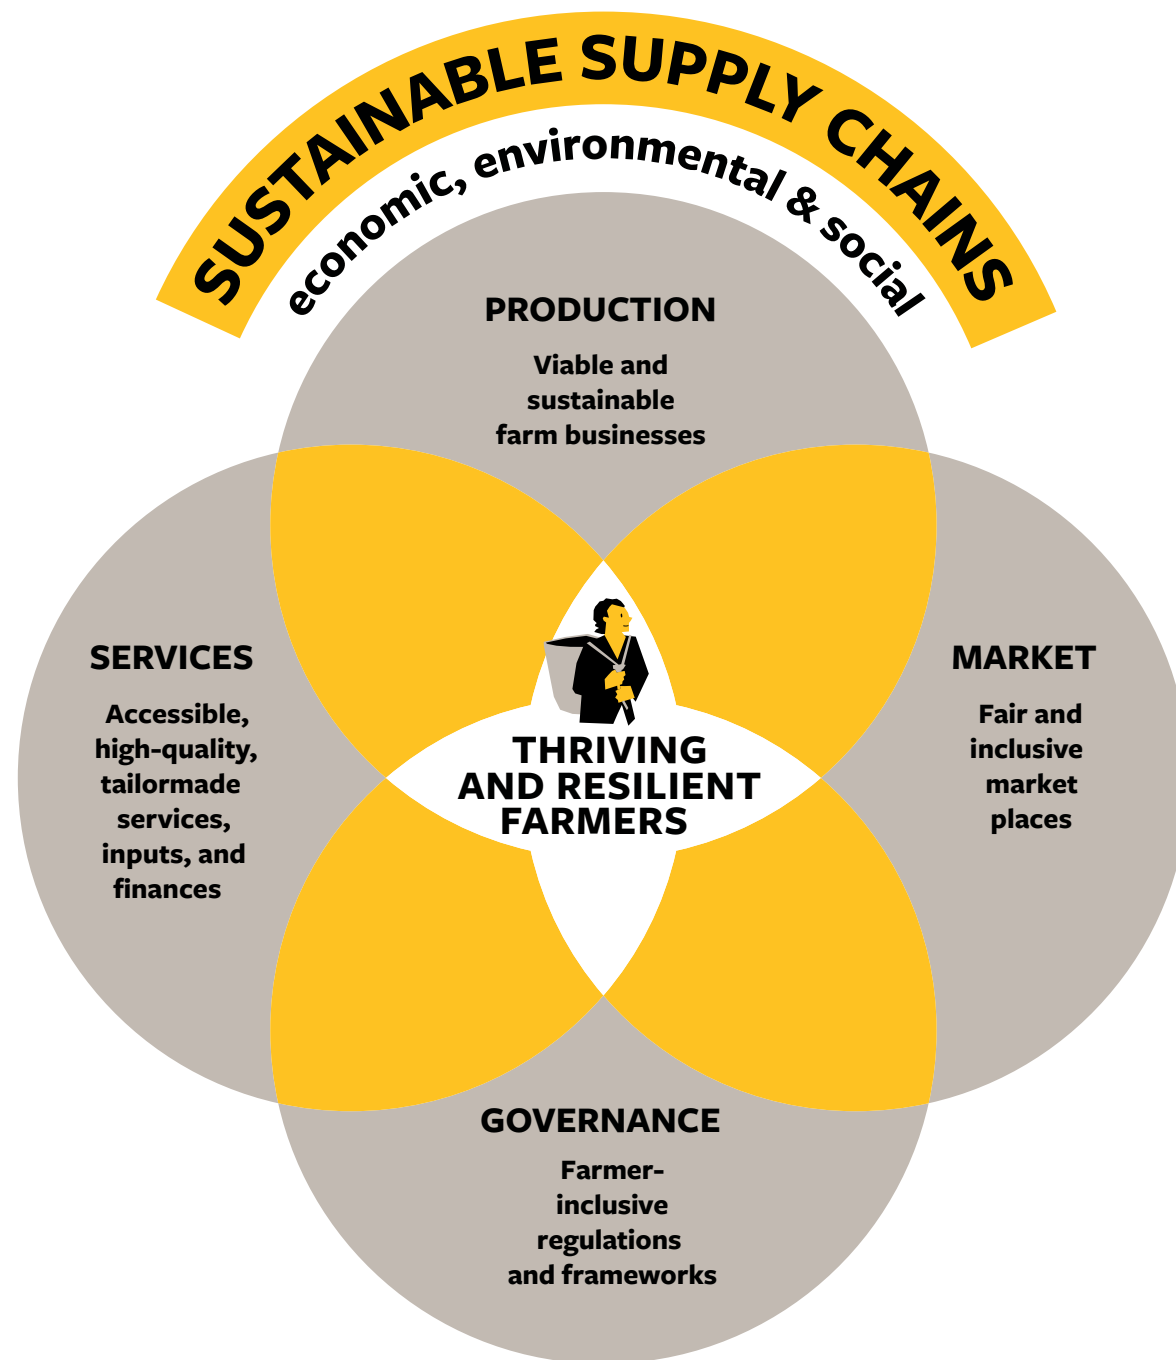 SUSTAINABLE SUPPLY CHAINS
economic, environmental & social
PRODUCTION
Viable and
sustainable
farm businesses
SERVICES
Accessible,
high-quality,
tailormade
services,
inputs, and
finances
THRIVING
AND RESILIENT
FARMERS
MARKET
Fair and
inclusive
market
places
GOVERNANCE
Farmer-
inclusive
regulations
and frameworks